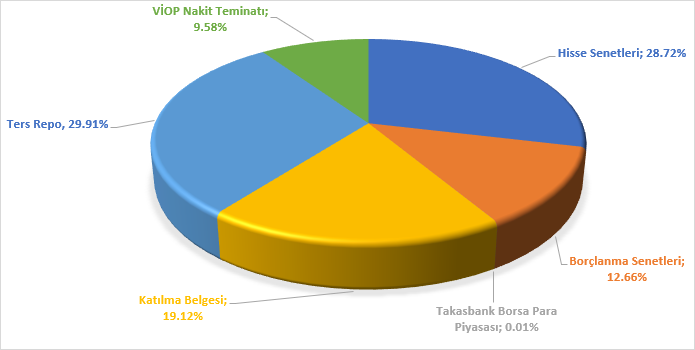 VİOP Nakit Teminatı;
9.58%
Hisse Senetleri; 28.72%
Ters Repo, 29.91%
Borçlanma Senetleri;
12.66%
Katılma Belgesi;
19.12%
Takasbank Borsa Para
Piyasası; 0.01%